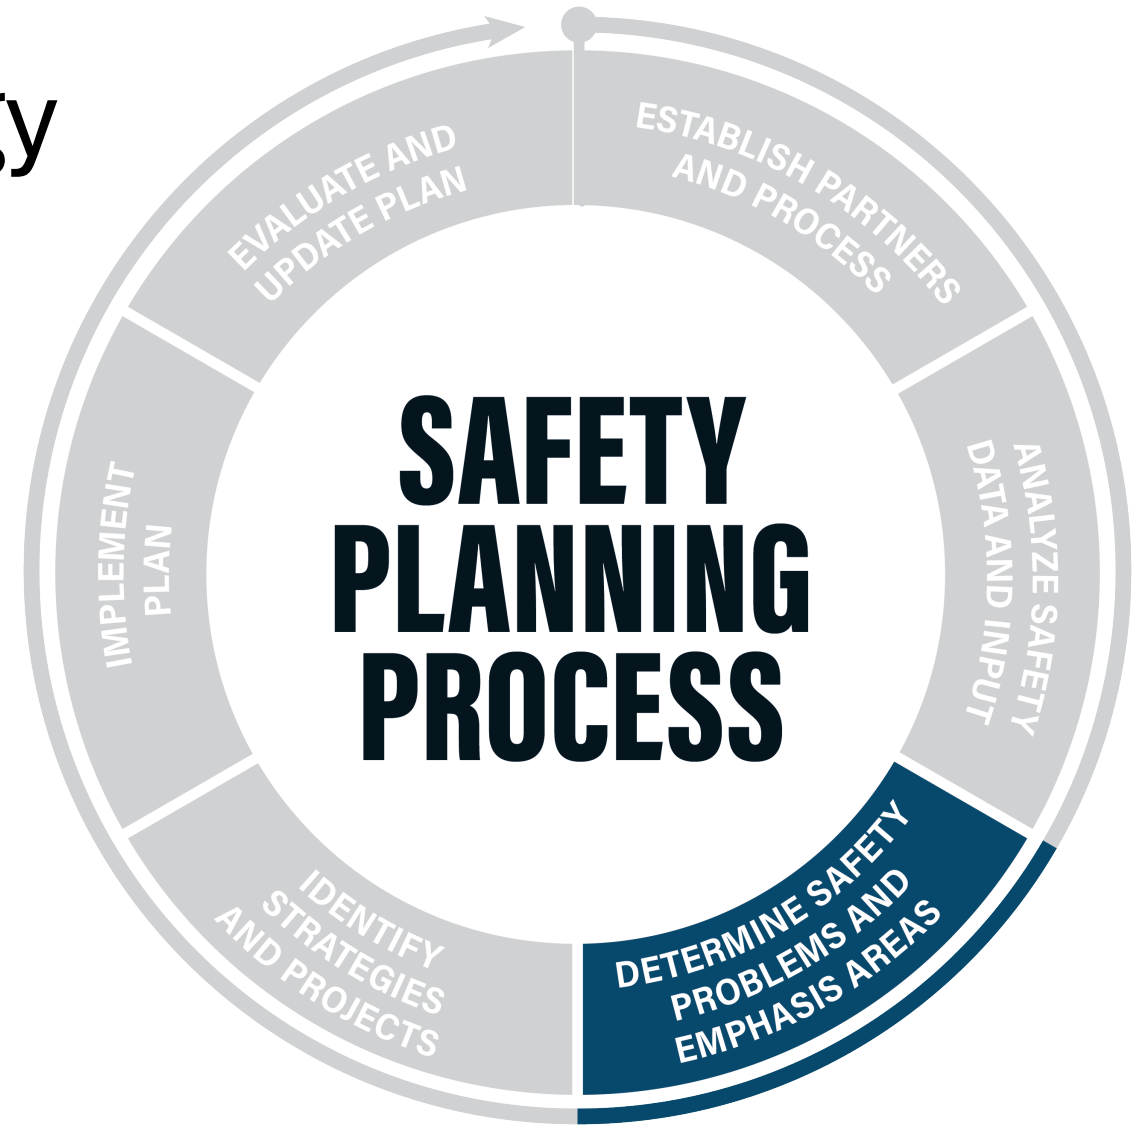 SAFETY
PLANNING
PROCESS
ESTABLISH PARTNERS
AND PROCESS
ANALYZE SAFETY
DATA AND INPUT
DETERMINE SAFETY
PROBLEMS AND
EMPHASIS AREAS
IDENTIFY
STRATEGIES
AND PROJECTS
IMPLEMENT
PLAN
EVALUATE AND
UPDATE PLAN